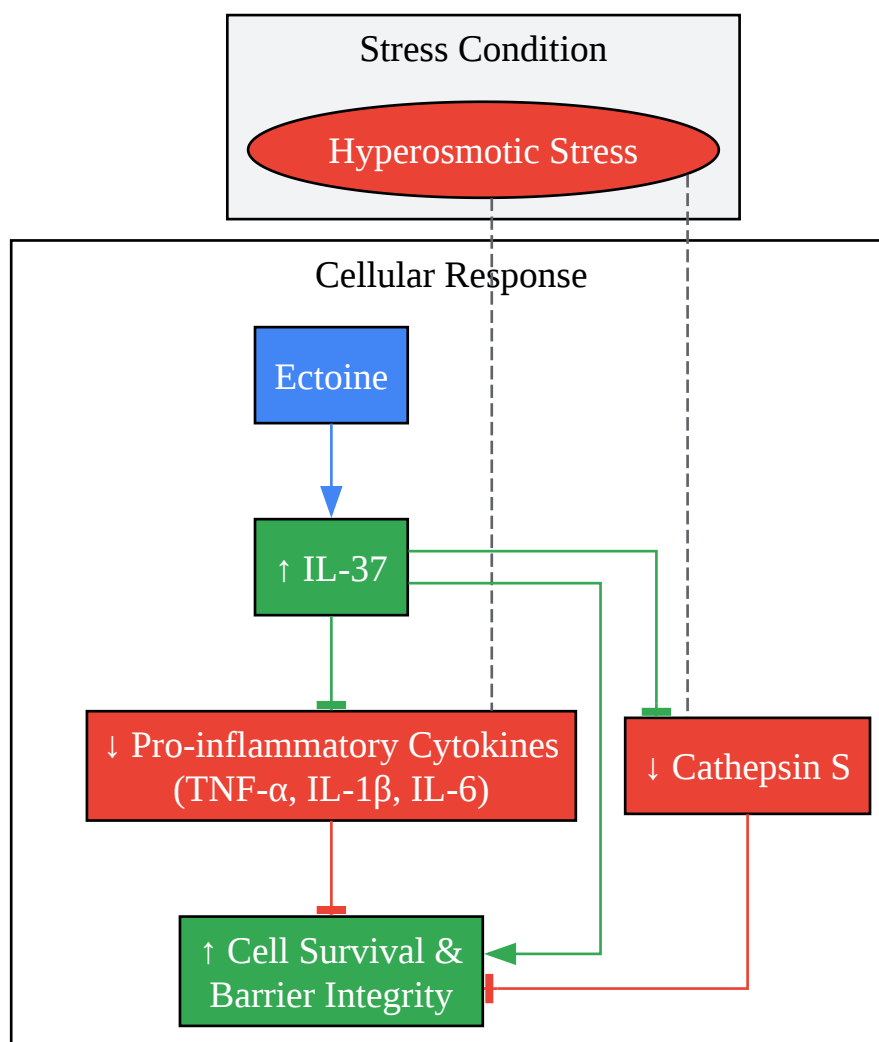 Stress Condition
Hyperosmotic Stress
Cellular Response
Ectoine
↑ IL-37
↓ Pro-inflammatory Cytokines
(TNF-α, IL-1β, IL-6)
↓ Cathepsin S
↑ Cell Survival &
Barrier Integrity